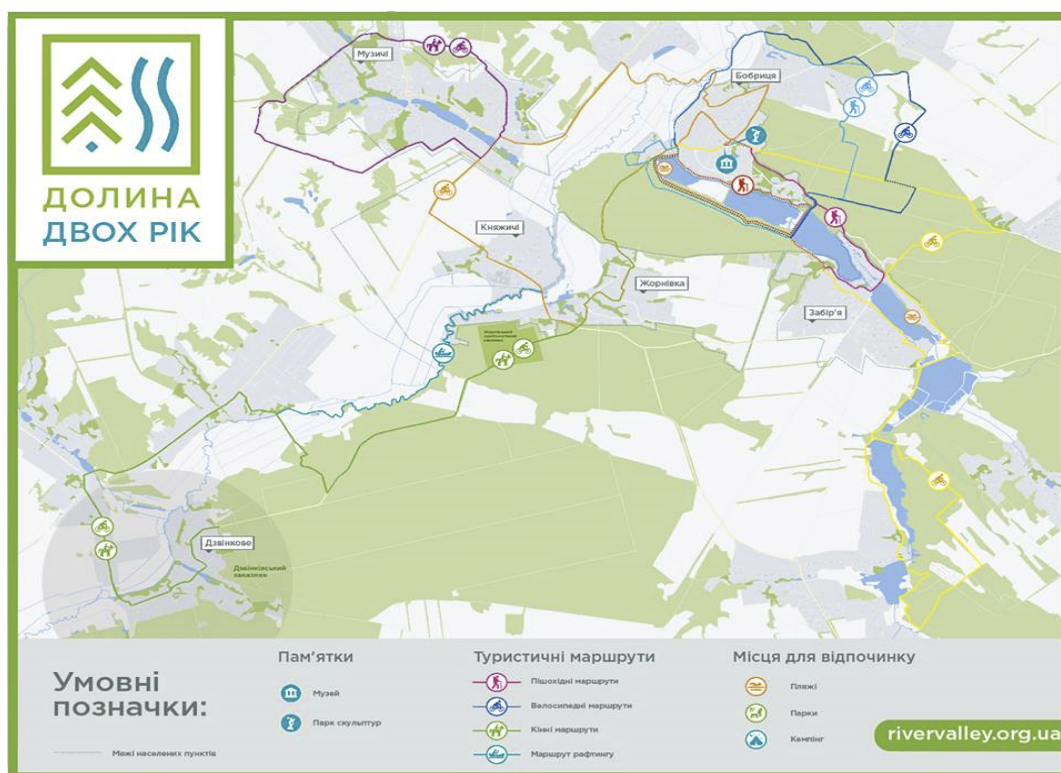 ДОЛИНА
ДВОХ РІК
Музичі
Бобриця
Княжичі
Жорнівка
Забір'я
Дзвінкове
Дзвінківський
заказник
Умовні
позначки:
Межі населених пунктів
Пам'ятки
Музей
Парк скульптур
Туристичні маршрути
Пішохідні маршрути
Велосипедні маршрути
Кінні маршрути
Маршрут рафтингу
Місця для відпочинку
Пляжі
Парки
Кемпінг
rivervalley.org.ua